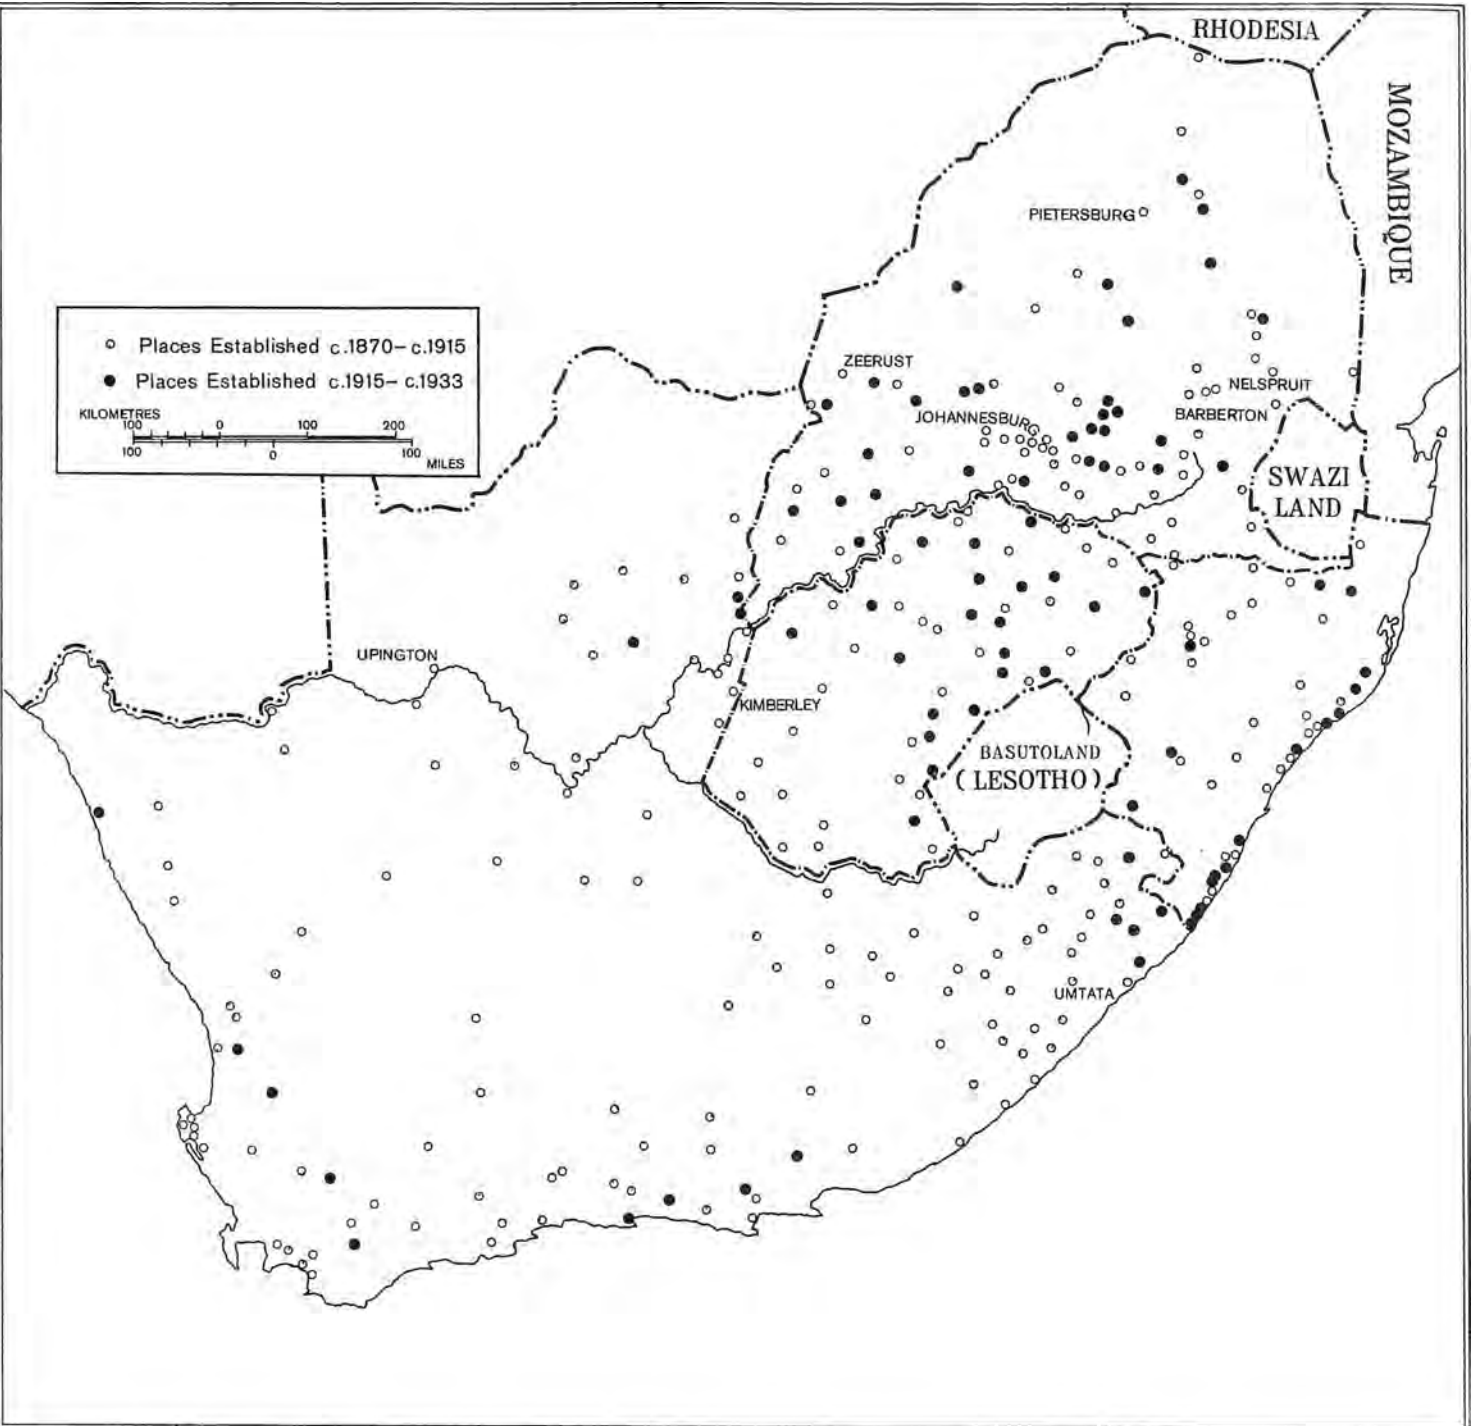 RHODESIA
MOZAMBIQUE
PIETERSBURG
Places Established c.1870–c.1915
Places Established c.1915–c.1933
KILOMETRES
100 0 100 200
100 0 100
MILES
ZEERUST
NELSPRUIT
JOHANNESBURG
BARBERTON
SWAZI
LAND
UPINGTON
KIMBERLEY
BASUTOLAND
(LESOTHO)
UMTATA